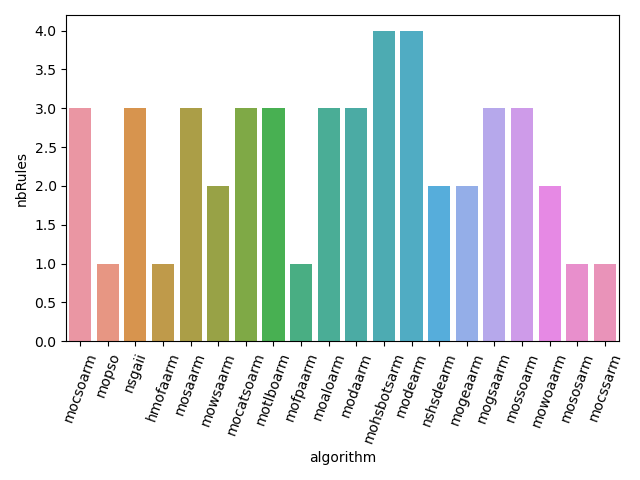 4.0
3.5
3.0
2.5
2.0
1.5
1.0
0.5
0.0
nbRules
mocsoarm
mopso
nsgaii
hmofaarm
mosaarm
mowsaarm
mocatsoarm
motlboarm
mofpaarm
moaloarm
modaarm
mohsbotsarm
modearm
nshsdearm
mogeaarm
mogsaarm
mossoarm
mowoaarm
mososarm
mocssarm
algorithm